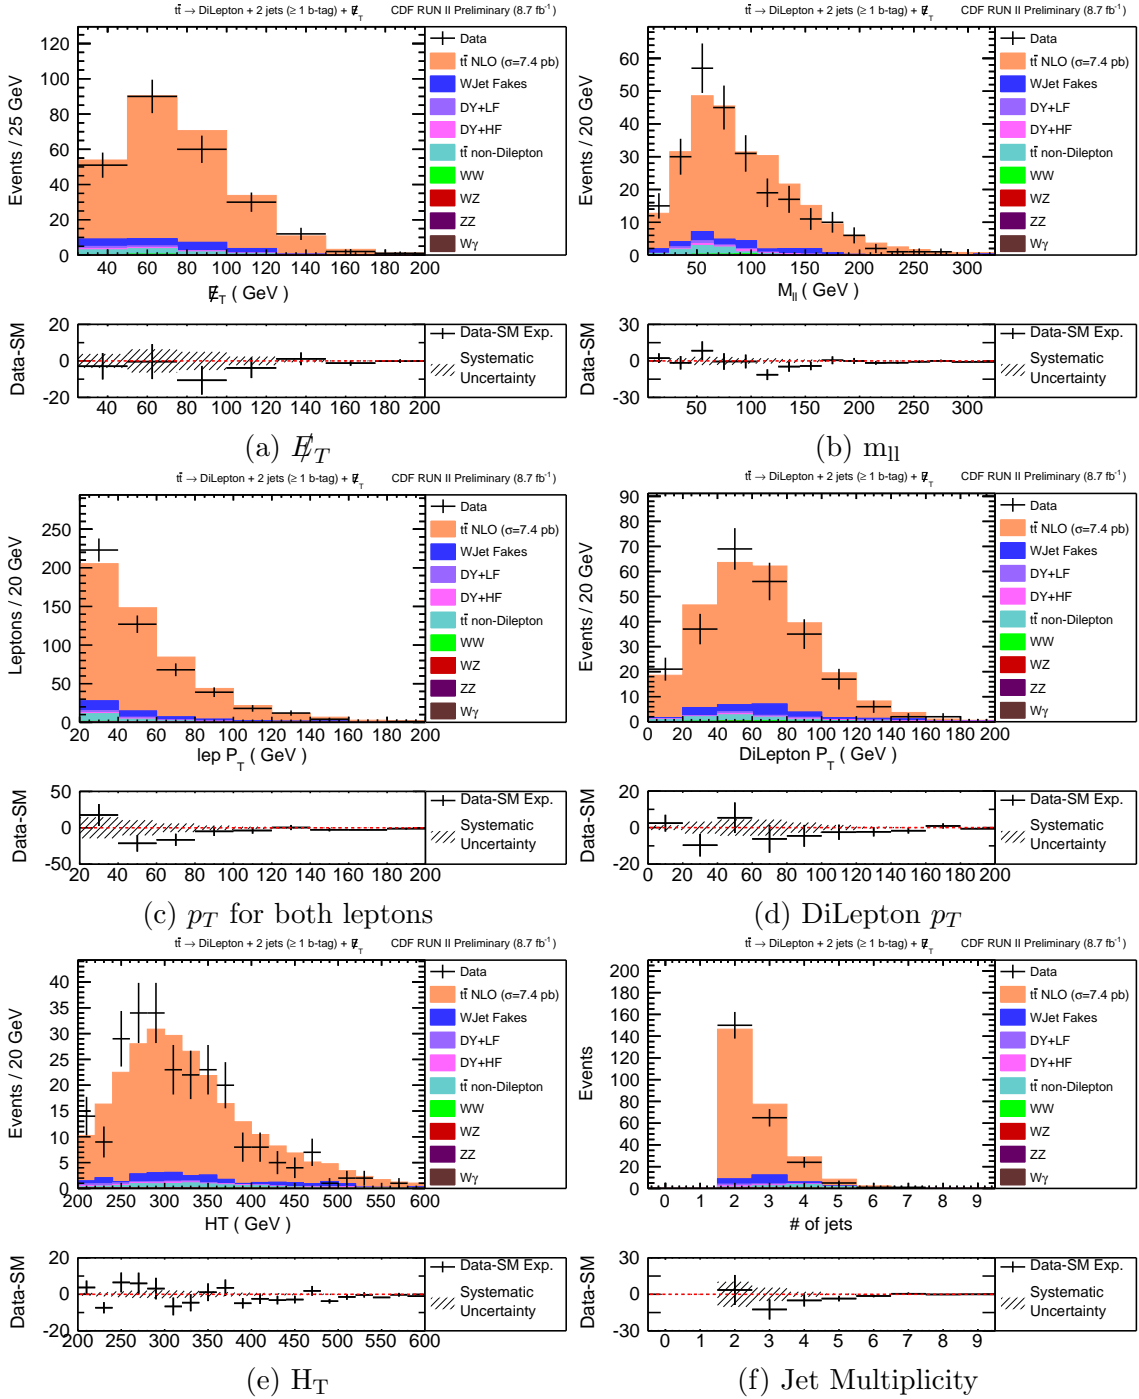 tt̄ → DiLepton + 2 jets (≥ 1 b-tag) + E̸_T CDF RUN II Preliminary (8.7 fb⁻¹)
Events / 25 GeV
120
100
80
60
40
20
0
40 60 80 100 120 140 160 180 200
E̸_T ( GeV )
Data
tt̄ NLO (σ=7.4 pb)
WJet Fakes
DY+LF
DY+HF
tt̄ non-Dilepton
WW
WZ
ZZ
Wγ
Data-SM
20
0
-20
40 60 80 100 120 140 160 180 200
Data-SM Exp.
Systematic
Uncertainty
(a) E̸_T
tt̄ → DiLepton + 2 jets (≥ 1 b-tag) + E̸_T CDF RUN II Preliminary (8.7 fb⁻¹)
Events / 20 GeV
60
50
40
30
20
10
0
50 100 150 200 250 300
M_ll ( GeV )
Data
tt̄ NLO (σ=7.4 pb)
WJet Fakes
DY+LF
DY+HF
tt̄ non-Dilepton
WW
WZ
ZZ
Wγ
Data-SM
30
0
-30
50 100 150 200 250 300
Data-SM Exp.
Systematic
Uncertainty
(b) m_ll
tt̄ → DiLepton + 2 jets (≥ 1 b-tag) + E̸_T CDF RUN II Preliminary (8.7 fb⁻¹)
Leptons / 20 GeV
250
200
150
100
50
0
20 40 60 80 100 120 140 160 180 200
lep P_T ( GeV )
Data
tt̄ NLO (σ=7.4 pb)
WJet Fakes
DY+LF
DY+HF
tt̄ non-Dilepton
WW
WZ
ZZ
Wγ
Data-SM
50
0
-50
20 40 60 80 100 120 140 160 180 200
Data-SM Exp.
Systematic
Uncertainty
(c) p_T for both leptons
tt̄ → DiLepton + 2 jets (≥ 1 b-tag) + E̸_T CDF RUN II Preliminary (8.7 fb⁻¹)
Events / 20 GeV
90
80
70
60
50
40
30
20
10
0
0 20 40 60 80 100 120 140 160 180 200
DiLepton P_T ( GeV )
Data
tt̄ NLO (σ=7.4 pb)
WJet Fakes
DY+LF
DY+HF
tt̄ non-Dilepton
WW
WZ
ZZ
Wγ
Data-SM
20
0
-20
0 20 40 60 80 100 120 140 160 180 200
Data-SM Exp.
Systematic
Uncertainty
(d) DiLepton p_T
tt̄ → DiLepton + 2 jets (≥ 1 b-tag) + E̸_T CDF RUN II Preliminary (8.7 fb⁻¹)
Events / 20 GeV
40
35
30
25
20
15
10
5
0
200 250 300 350 400 450 500 550 600
HT ( GeV )
Data
tt̄ NLO (σ=7.4 pb)
WJet Fakes
DY+LF
DY+HF
tt̄ non-Dilepton
WW
WZ
ZZ
Wγ
Data-SM
20
0
-20
200 250 300 350 400 450 500 550 600
Data-SM Exp.
Systematic
Uncertainty
(e) H_T
tt̄ → DiLepton + 2 jets (≥ 1 b-tag) + E̸_T CDF RUN II Preliminary (8.7 fb⁻¹)
Events
200
180
160
140
120
100
80
60
40
20
0
0 1 2 3 4 5 6 7 8 9
# of jets
Data
tt̄ NLO (σ=7.4 pb)
WJet Fakes
DY+LF
DY+HF
tt̄ non-Dilepton
WW
WZ
ZZ
Wγ
Data-SM
30
0
-30
0 1 2 3 4 5 6 7 8 9
Data-SM Exp.
Systematic
Uncertainty
(f) Jet Multiplicity